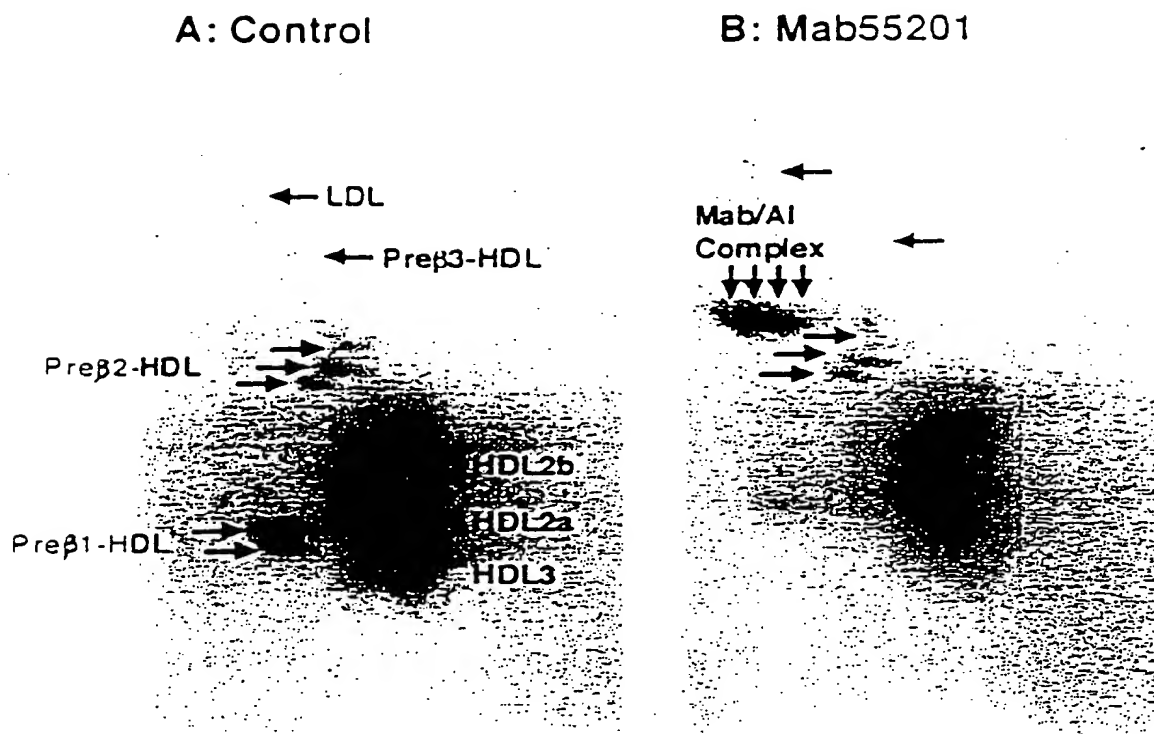 A: Control
B: Mab55201
LDL
Preβ3-HDL
Mab/AI
Complex
Preβ2-HDL
HDL2b
HDL2a
Preβ1-HDL
HDL3